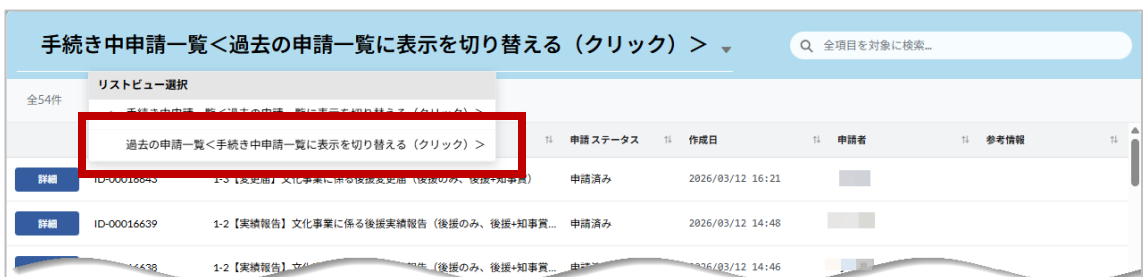 手続き中申請一覧＜過去の申請一覧に表示を切り替える（クリック）＞
全項目を対象に検索...
リストビュー選択
全54件
手続き中申請一覧＜過去の申請一覧に表示を切り替える（クリック）＞
過去の申請一覧＜手続き中申請一覧に表示を切り替える（クリック）＞
申請ステータス 作成日 申請者 参考情報
詳細 ID-00016643 1-3【変更届】文化事業に係る後援変更届（後援のみ、後援+知事賞） 申請済み 2026/03/12 16:21
詳細 ID-00016639 1-2【実績報告】文化事業に係る後援実績報告（後援のみ、後援+知事賞... 申請済み 2026/03/12 14:48
詳細 1-2【実績報告】 （後援のみ、後援+知事賞... 14:46